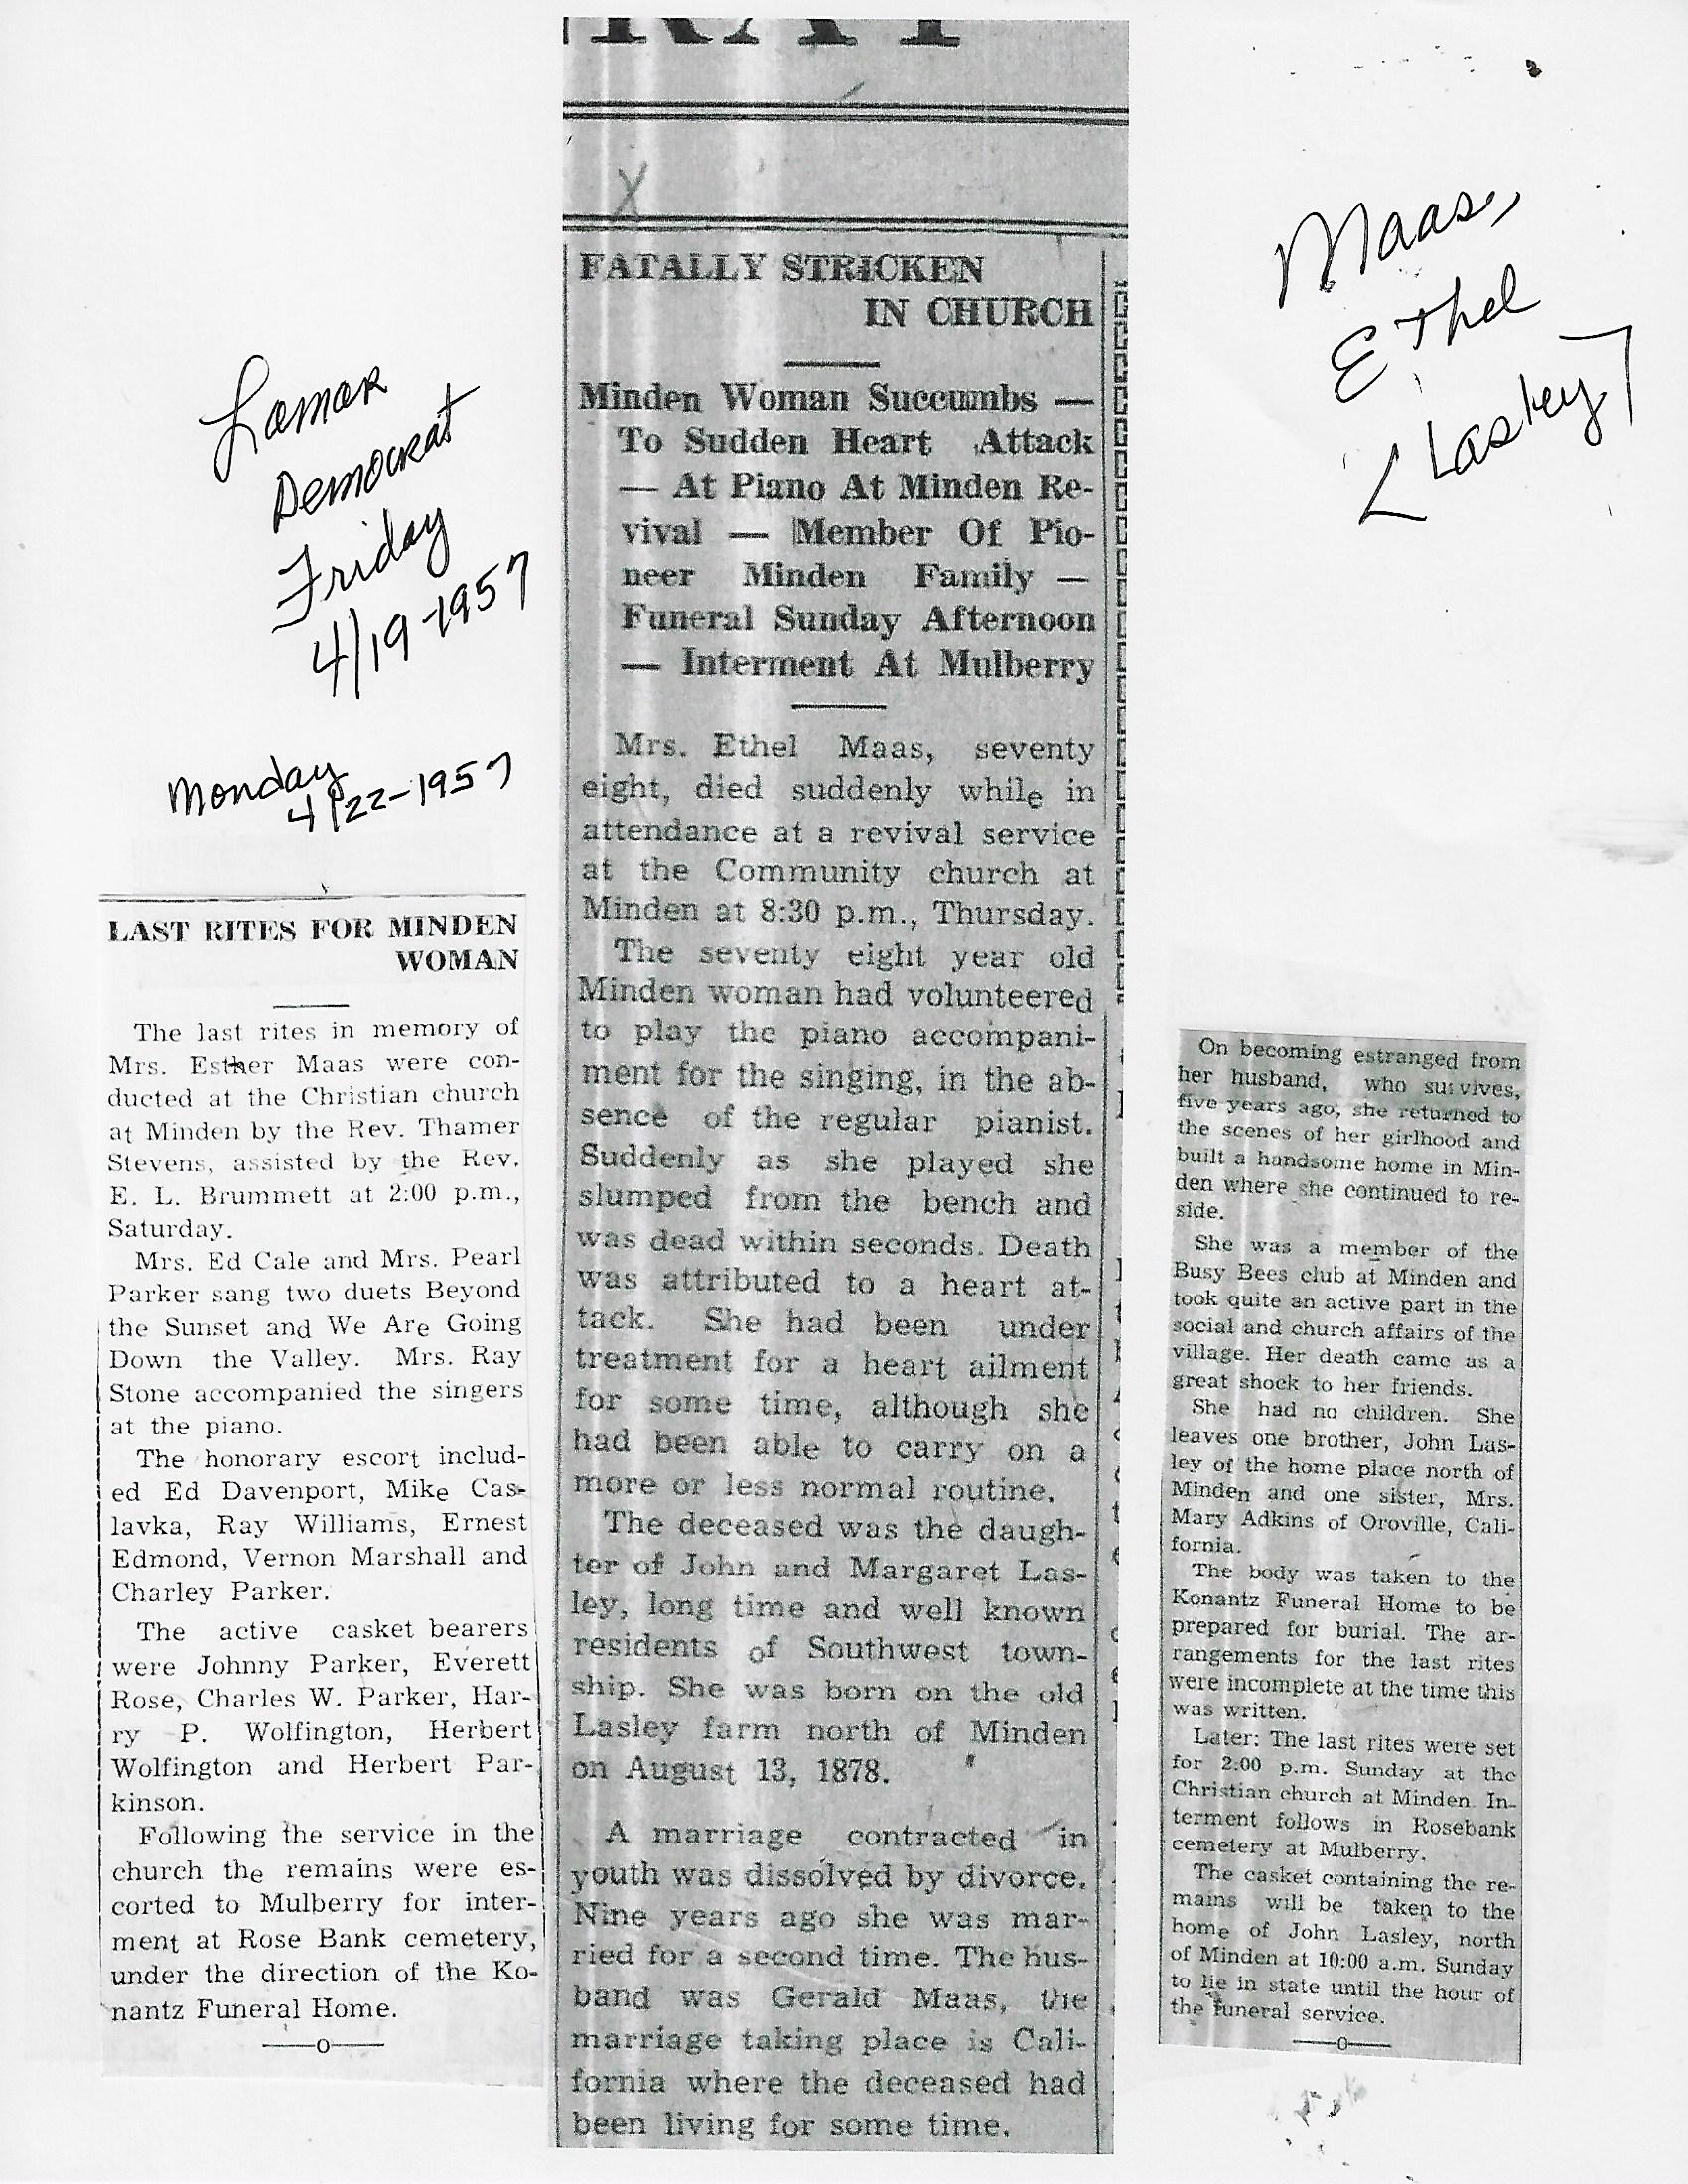 Lamar
Democrat
Friday
4/19-1957
Monday
4/22-1957
LAST RITES FOR MINDEN
WOMAN
The last rites in memory of
Mrs. Esther Maas were con-
ducted at the Christian church
at Minden by the Rev. Thamer
Stevens, assisted by the Rev.
E. L. Brummett at 2:00 p.m.,
Saturday.
Mrs. Ed Cale and Mrs. Pearl
Parker sang two duets Beyond
the Sunset and We Are Going
Down the Valley. Mrs. Ray
Stone accompanied the singers
at the piano.
The honorary escort includ-
ed Ed Davenport, Mike Cas-
lavka, Ray Williams, Ernest
Edmond, Vernon Marshall and
Charley Parker.
The active casket bearers
were Johnny Parker, Everett
Rose, Charles W. Parker, Har-
ry P. Wolfington, Herbert
Wolfington and Herbert Par-
kinson.
Following the service in the
church the remains were es-
corted to Mulberry for inter-
ment at Rose Bank cemetery,
under the direction of the Ko-
nantz Funeral Home.
—o—
X
FATALLY STRICKEN
IN CHURCH
Minden Woman Succumbs —
To Sudden Heart Attack
— At Piano At Minden Re-
vival — Member Of Pio-
neer Minden Family —
Funeral Sunday Afternoon
— Interment At Mulberry
Mrs. Ethel Maas, seventy
eight, died suddenly while in
attendance at a revival service
at the Community church at
Minden at 8:30 p.m., Thursday.
The seventy eight year old
Minden woman had volunteered
to play the piano accompani-
ment for the singing, in the ab-
sence of the regular pianist.
Suddenly as she played she
slumped from the bench and
was dead within seconds. Death
was attributed to a heart at-
tack. She had been under
treatment for a heart ailment
for some time, although she
had been able to carry on a
more or less normal routine.
The deceased was the daugh-
ter of John and Margaret Las-
ley, long time and well known
residents of Southwest town-
ship. She was born on the old
Lasley farm north of Minden
on August 13, 1878.
A marriage contracted in
youth was dissolved by divorce.
Nine years ago she was mar-
ried for a second time. The hus-
band was Gerald Maas, the
marriage taking place is Cali-
fornia where the deceased had
been living for some time.
Maas,
Ethel
< Lasley 7
On becoming estranged from
her husband, who survives,
five years ago, she returned to
the scenes of her girlhood and
built a handsome home in Min-
den where she continued to re-
side.
She was a member of the
Busy Bees club at Minden and
took quite an active part in the
social and church affairs of the
village. Her death came as a
great shock to her friends.
She had no children. She
leaves one brother, John Las-
ley of the home place north of
Minden and one sister, Mrs.
Mary Adkins of Oroville, Cali-
fornia.
The body was taken to the
Konantz Funeral Home to be
prepared for burial. The ar-
rangements for the last rites
were incomplete at the time this
was written.
Later: The last rites were set
for 2:00 p.m. Sunday at the
Christian church at Minden. In-
terment follows in Rosebank
cemetery at Mulberry.
The casket containing the re-
mains will be taken to the
home of John Lasley, north
of Minden at 10:00 a.m. Sunday
to lie in state until the hour of
the funeral service.
—o—